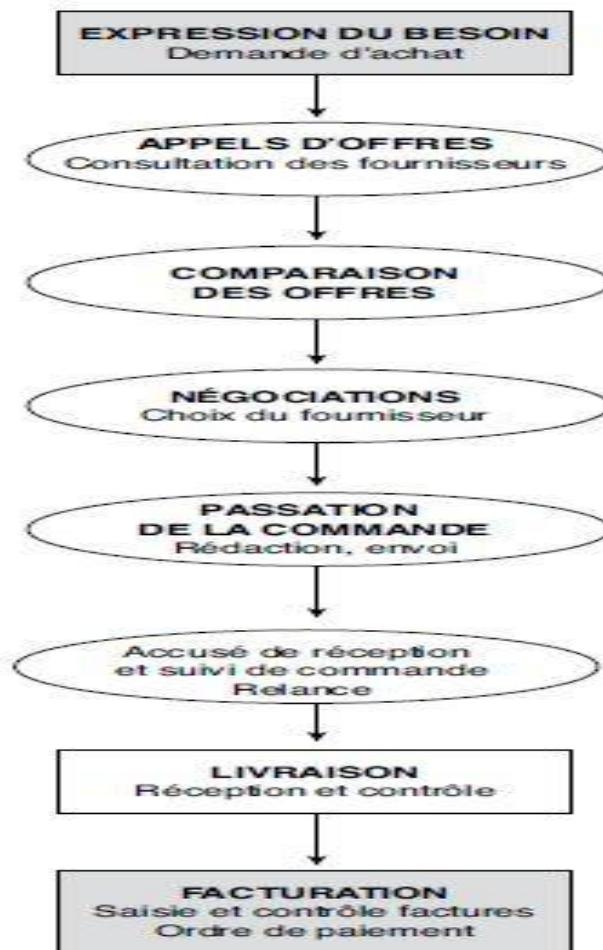 EXPRESSION DU BESOIN
Demande d'achat
APPELS D'OFFRES
Consultation des fournisseurs
COMPARAISON
DES OFFRES
NÉGOCIATIONS
Choix du fournisseur
PASSATION
DE LA COMMANDE
Rédaction, envoi
Accusé de réception
et suivi de commande
Relance
LIVRAISON
Réception et contrôle
FACTURATION
Saisie et contrôle factures
Ordre de paiement